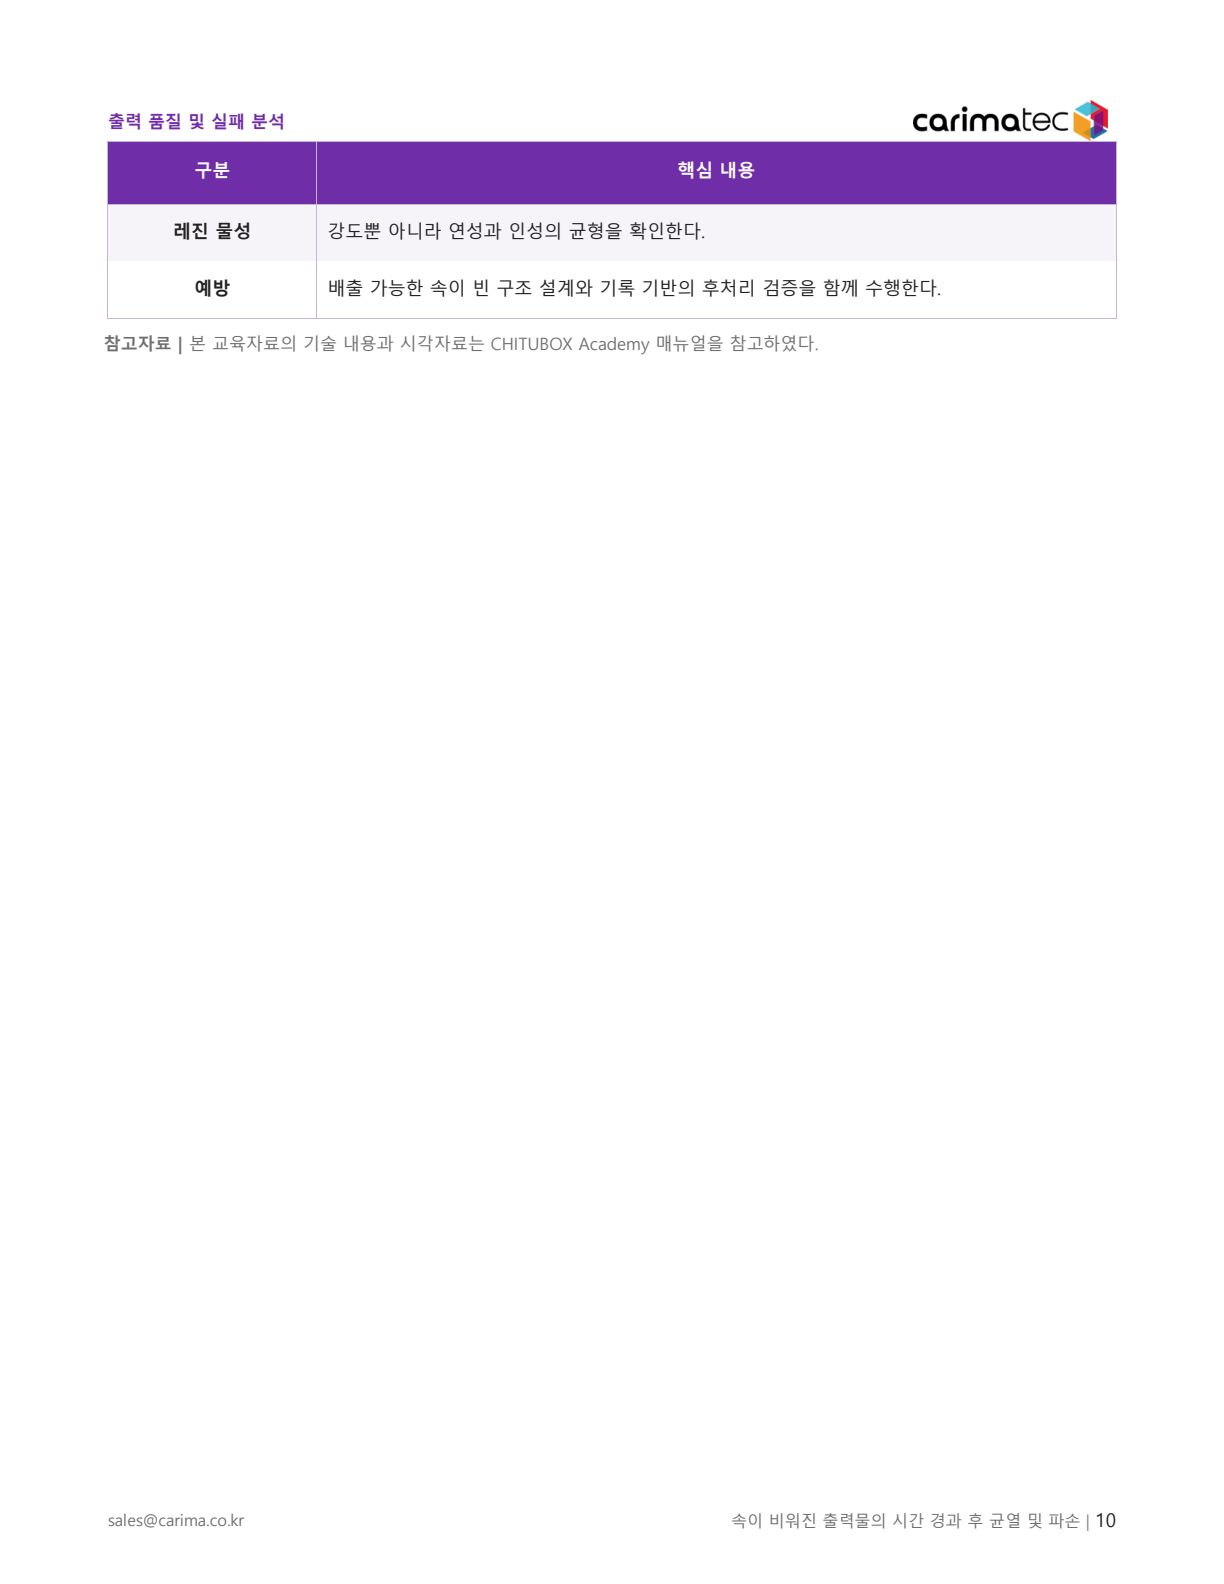 출력 품질 및 실패 분석
carimatec
구분 핵심 내용
레진 물성 강도뿐 아니라 연성과 인성의 균형을 확인한다.
예방 배출 가능한 속이 빈 구조 설계와 기록 기반의 후처리 검증을 함께 수행한다.
참고자료 | 본 교육자료의 기술 내용과 시각자료는 CHITUBOX Academy 매뉴얼을 참고하였다.
sales@carima.co.kr
속이 비워진 출력물의 시간 경과 후 균열 및 파손 | 10